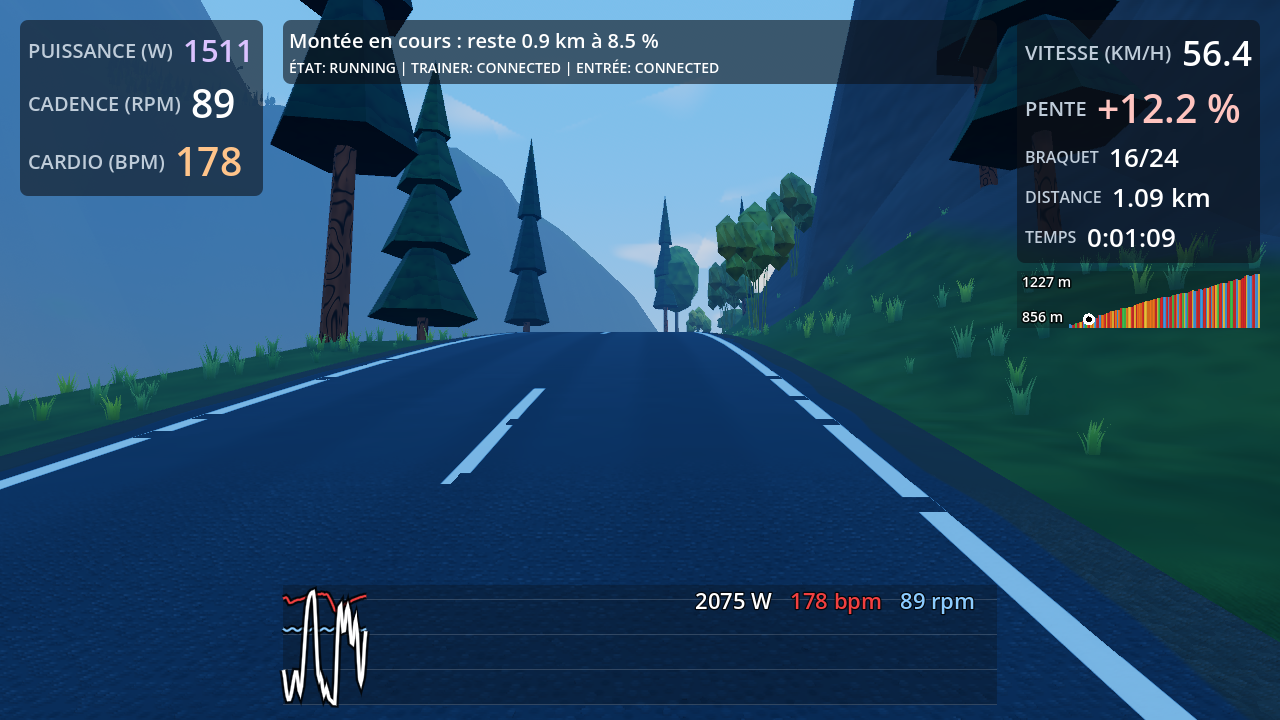 PUISSANCE (W) 1511
CADENCE (RPM) 89
CARDIO (BPM) 178
Montée en cours : reste 0.9 km à 8.5 %
ÉTAT: RUNNING | TRAINER: CONNECTED | ENTRÉE: CONNECTED
VITESSE (KM/H) 56.4
PENTE +12.2 %
BRAQUET 16/24
DISTANCE 1.09 km
TEMPS 0:01:09
1227 m
856 m
2075 W 178 bpm 89 rpm